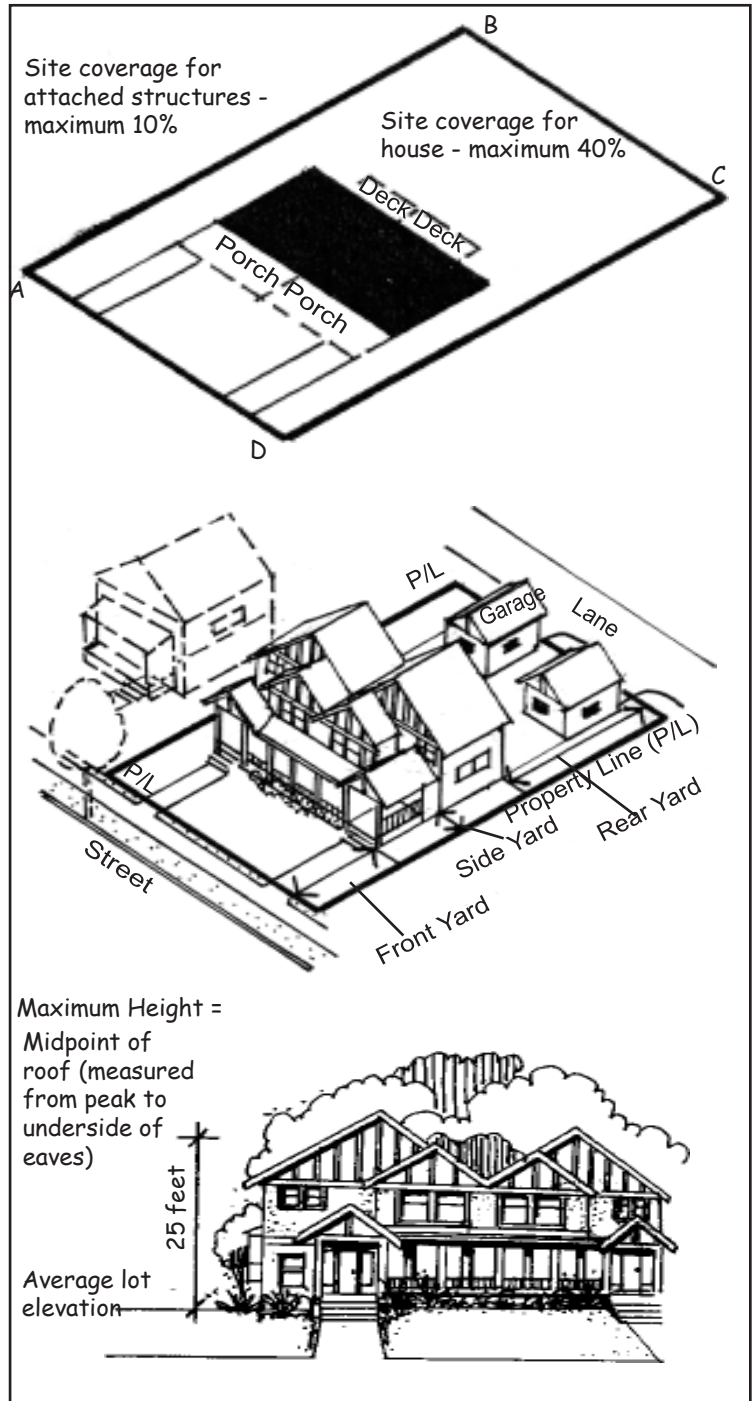 B
Site coverage for
attached structures -
maximum 10%
Site coverage for
house - maximum 40%
C
Deck Deck
Porch Porch
A
D
P/L
Garage
Lane
P/L
Property Line (P/L)
Rear Yard
Side Yard
Street
Front Yard
Maximum Height =
Midpoint of
roof (measured
from peak to
underside of
eaves)
25 feet
Average lot
elevation